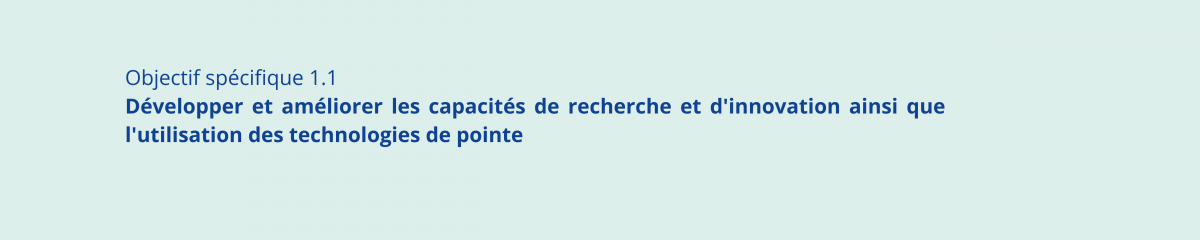 Objectif spécifique 1.1
Développer et améliorer les capacités de recherche et d'innovation ainsi que
l'utilisation des technologies de pointe